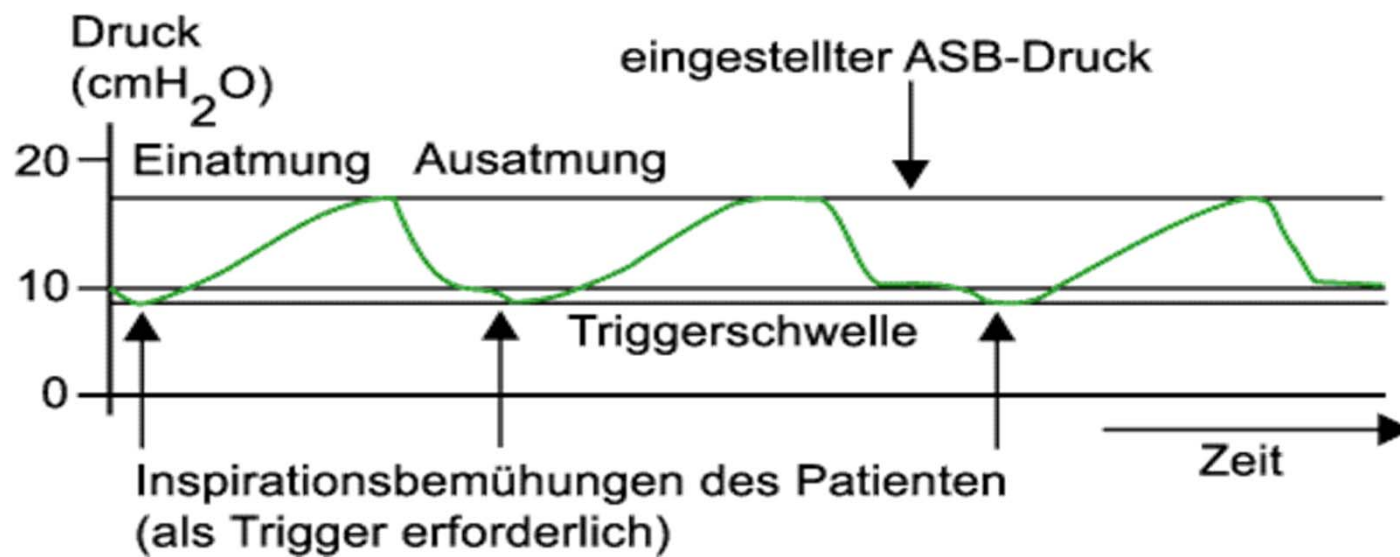 Druck
(cmH₂O)
eingestellter ASB-Druck
20
Einatmung
Ausatmung
10
Triggerschwelle
0
Zeit
Inspirationsbemühungen des Patienten
(als Trigger erforderlich)